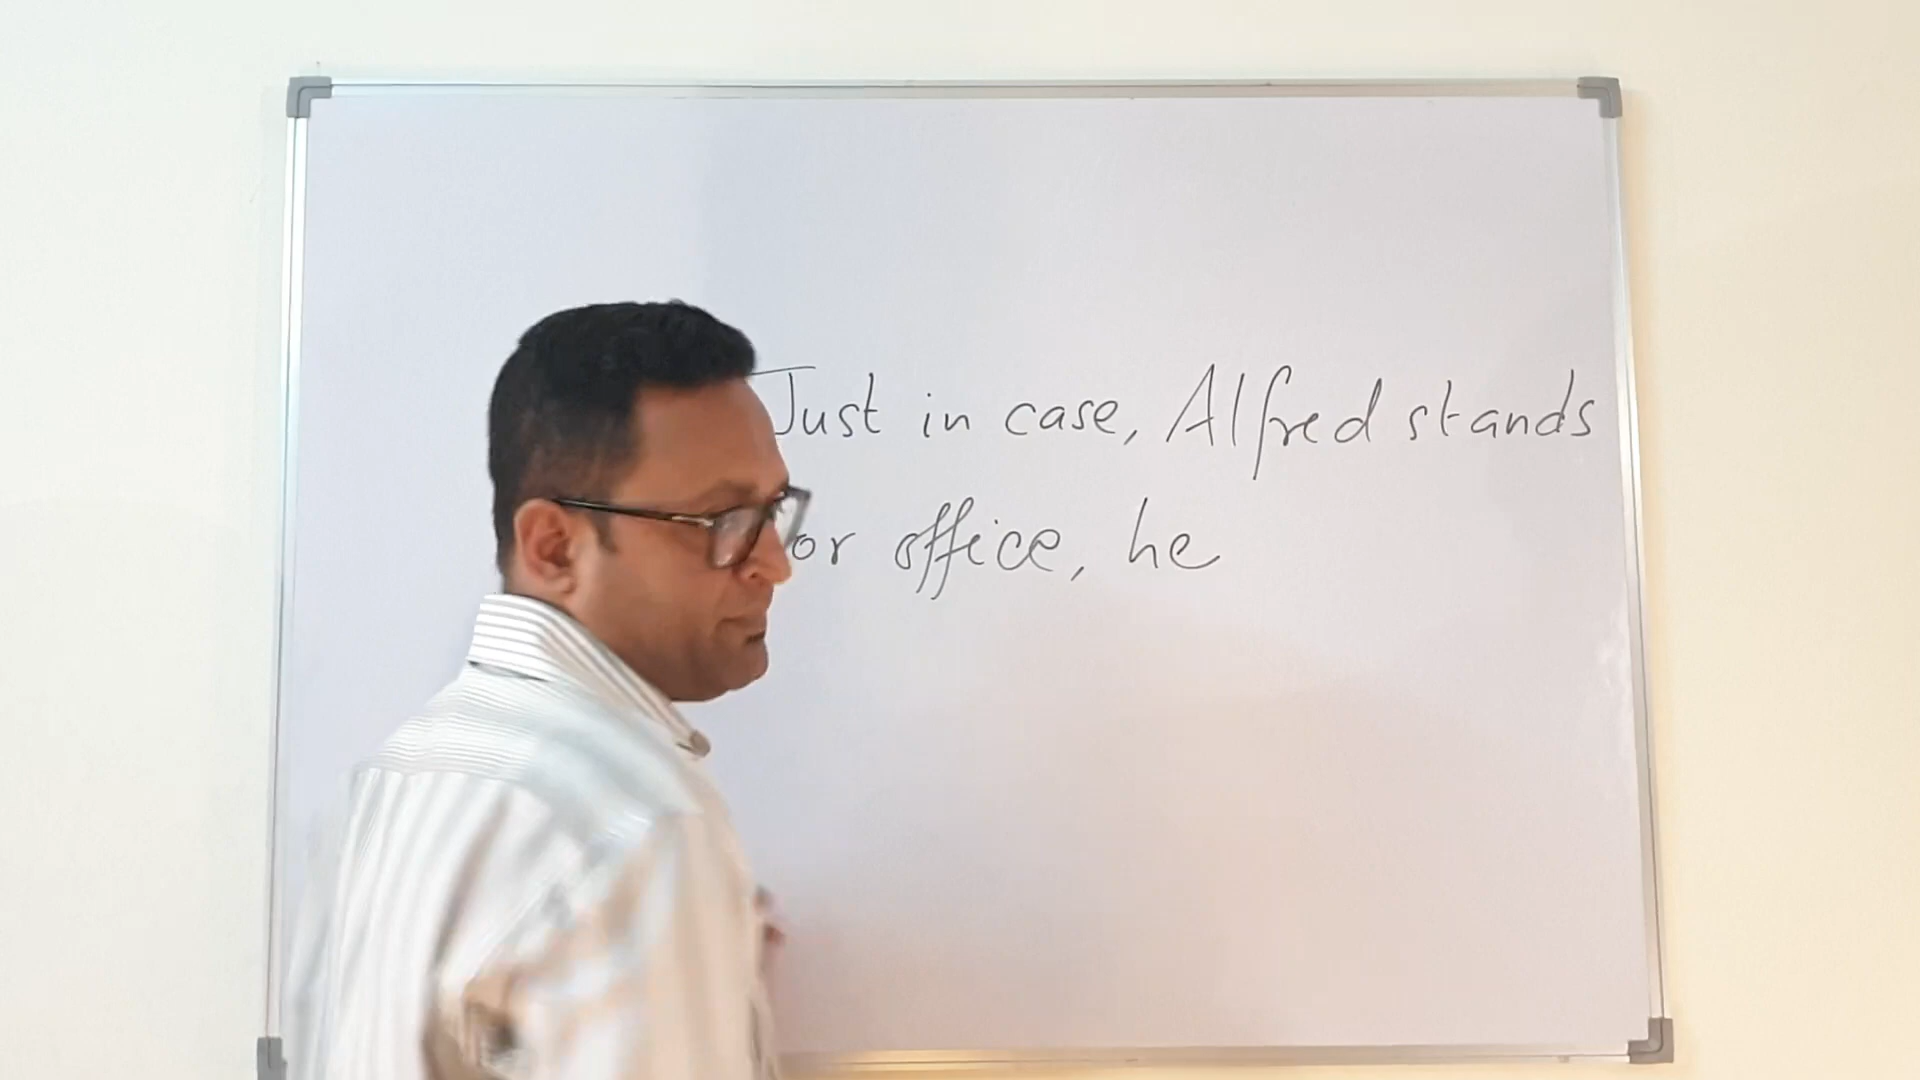 Just in case, Alfred stands
or office, he